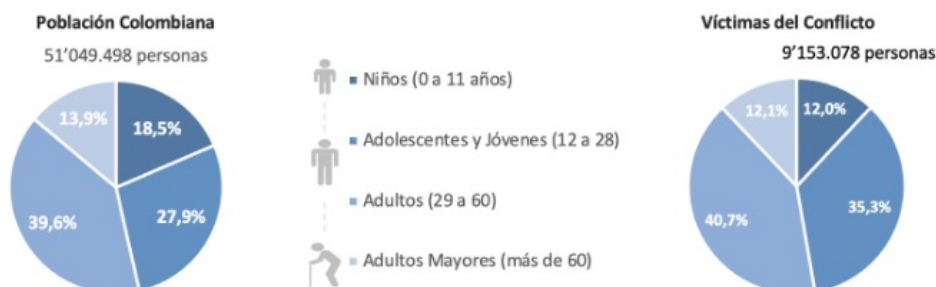 Población Colombiana
51’049.498 personas
13,9%
18,5%
39,6%
27,9%
Niños (0 a 11 años)
Adolescentes y Jóvenes (12 a 28)
Adultos (29 a 60)
Adultos Mayores (más de 60)
Víctimas del Conflicto
9’153.078 personas
12,1%
12,0%
40,7%
35,3%